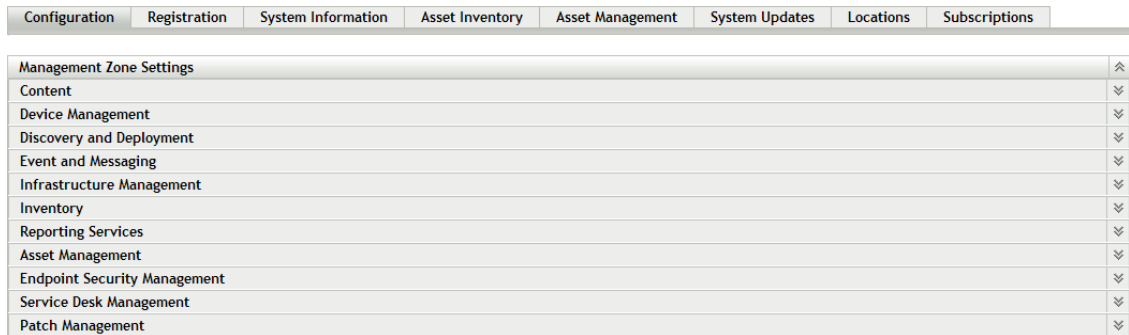 Configuration Registration System Information Asset Inventory Asset Management System Updates Locations Subscriptions
Management Zone Settings
Content
Device Management
Discovery and Deployment
Event and Messaging
Infrastructure Management
Inventory
Reporting Services
Asset Management
Endpoint Security Management
Service Desk Management
Patch Management